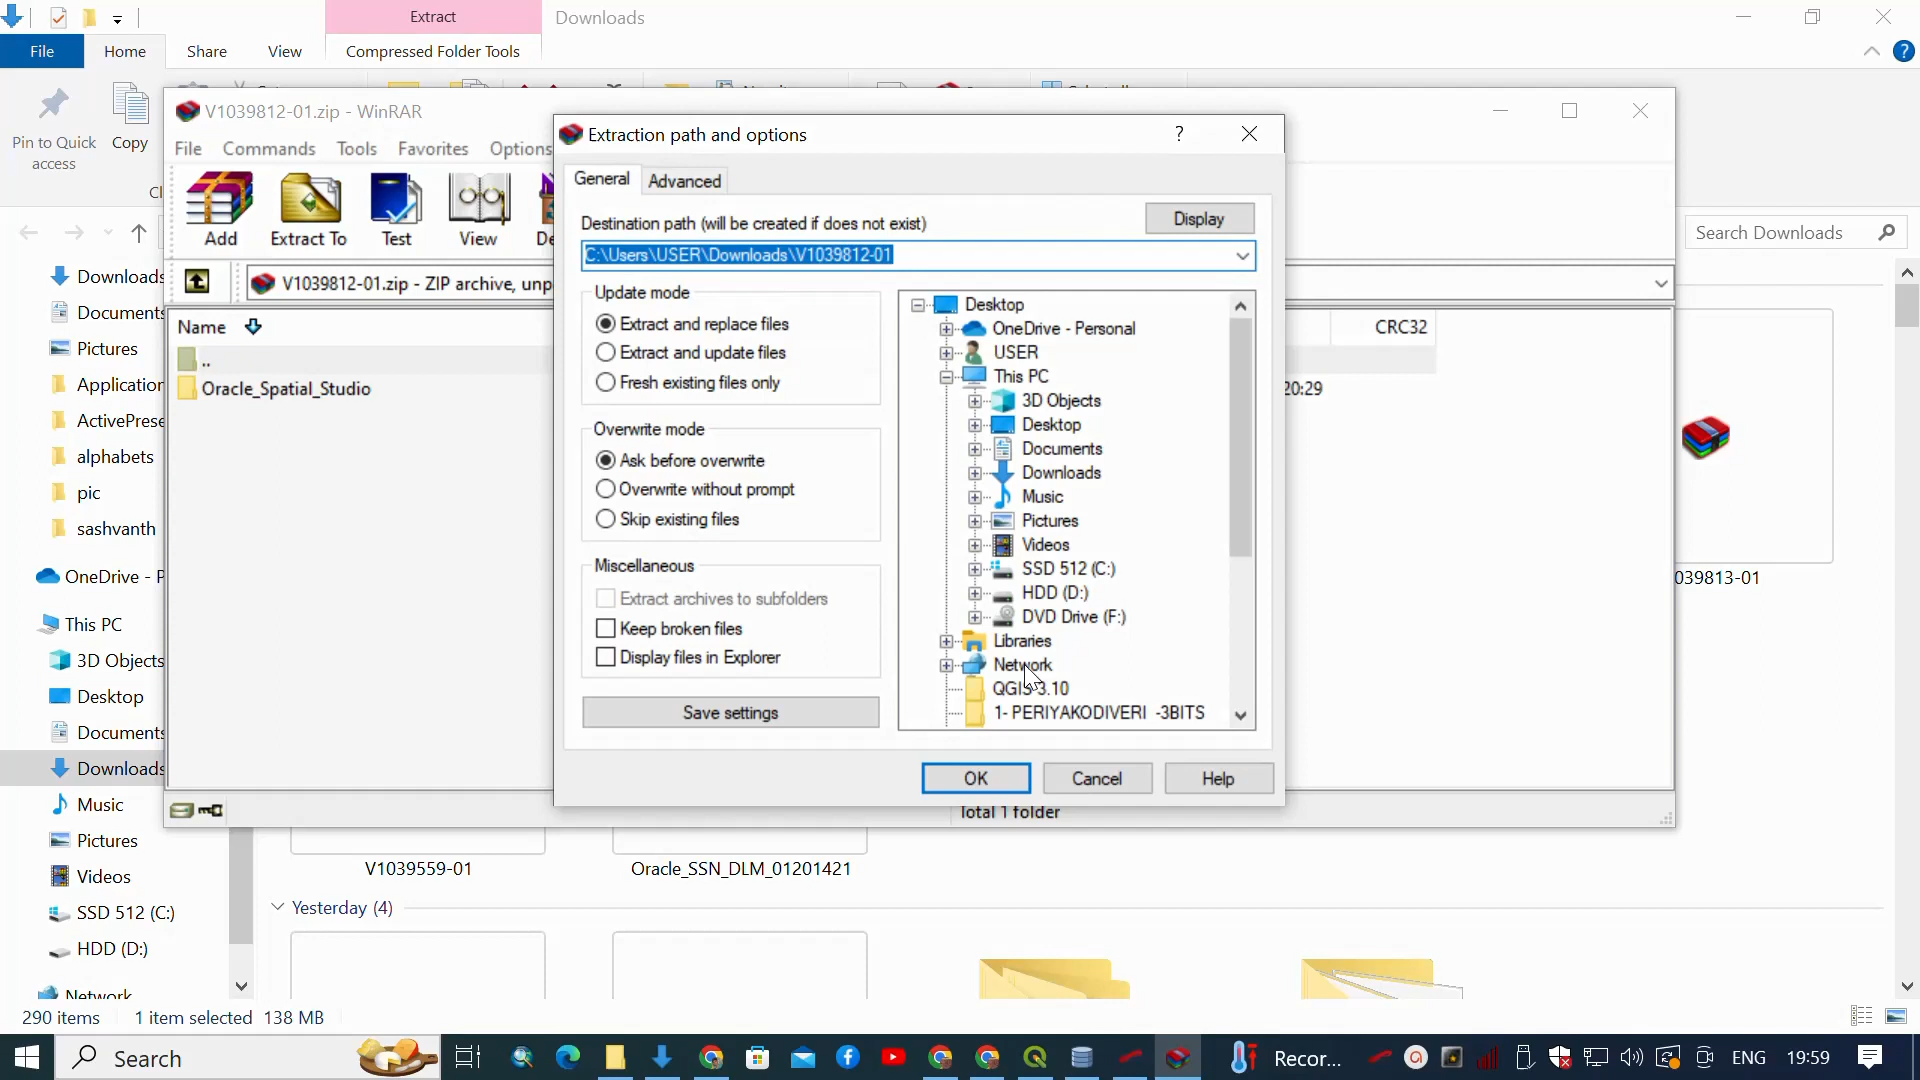 Extract
Downloads
File
Home
Share
View
Compressed Folder Tools
Pin to Quick
access
Copy
V1039812-01.zip - WinRAR
File
Commands
Tools
Favorites
Options
Add
Extract To
Test
View
V1039812-01.zip - ZIP archive, unp
Name
CRC32
..
Oracle_Spatial_Studio
20:29
Extraction path and options
?
General
Advanced
Destination path (will be created if does not exist)
Display
C:\Users\USER\Downloads\V1039812-01
Update mode
Extract and replace files
Extract and update files
Fresh existing files only
Overwrite mode
Ask before overwrite
Overwrite without prompt
Skip existing files
Miscellaneous
Extract archives to subfolders
Keep broken files
Display files in Explorer
Save settings
Desktop
OneDrive - Personal
USER
This PC
3D Objects
Desktop
Documents
Downloads
Music
Pictures
Videos
SSD 512 (C:)
HDD (D:)
DVD Drive (F:)
Libraries
Network
QGIS 3.10
1- PERIYAKODIVERI -3BITS
OK
Cancel
Help
Total 1 folder
Search Downloads
Downloads
Documents
Pictures
Application
ActivePrese
alphabets
pic
sashvanth
OneDrive - P
This PC
3D Objects
Desktop
Documents
Downloads
Music
Pictures
Videos
SSD 512 (C:)
HDD (D:)
Network
039813-01
V1039559-01
Oracle_SSN_DLM_01201421
Yesterday (4)
290 items
1 item selected 138 MB
Search
Recor...
ENG
19:59